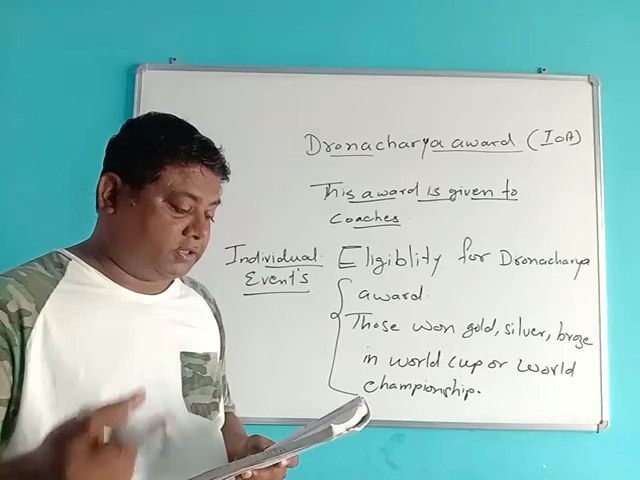 Dronacharya award (IOA)
This award is given to
coaches.
Individual Eligiblity for Dronacharya
Event's
award.
Those won gold, silver, broze
in world cup or world
championship.